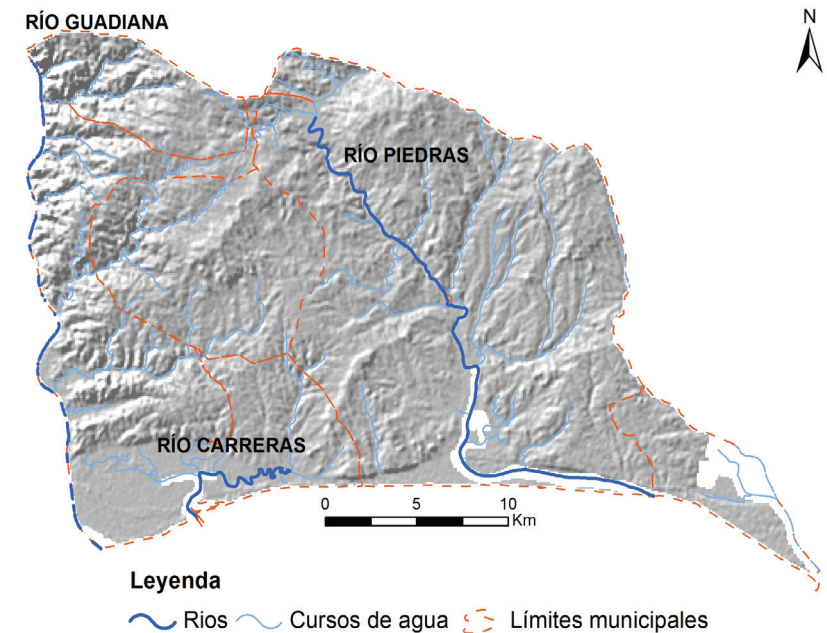 RÍO GUADIANA
N
RÍO PIEDRAS
RÍO CARRERAS
0 5 10
Km
Leyenda
Rios Cursos de agua Límites municipales